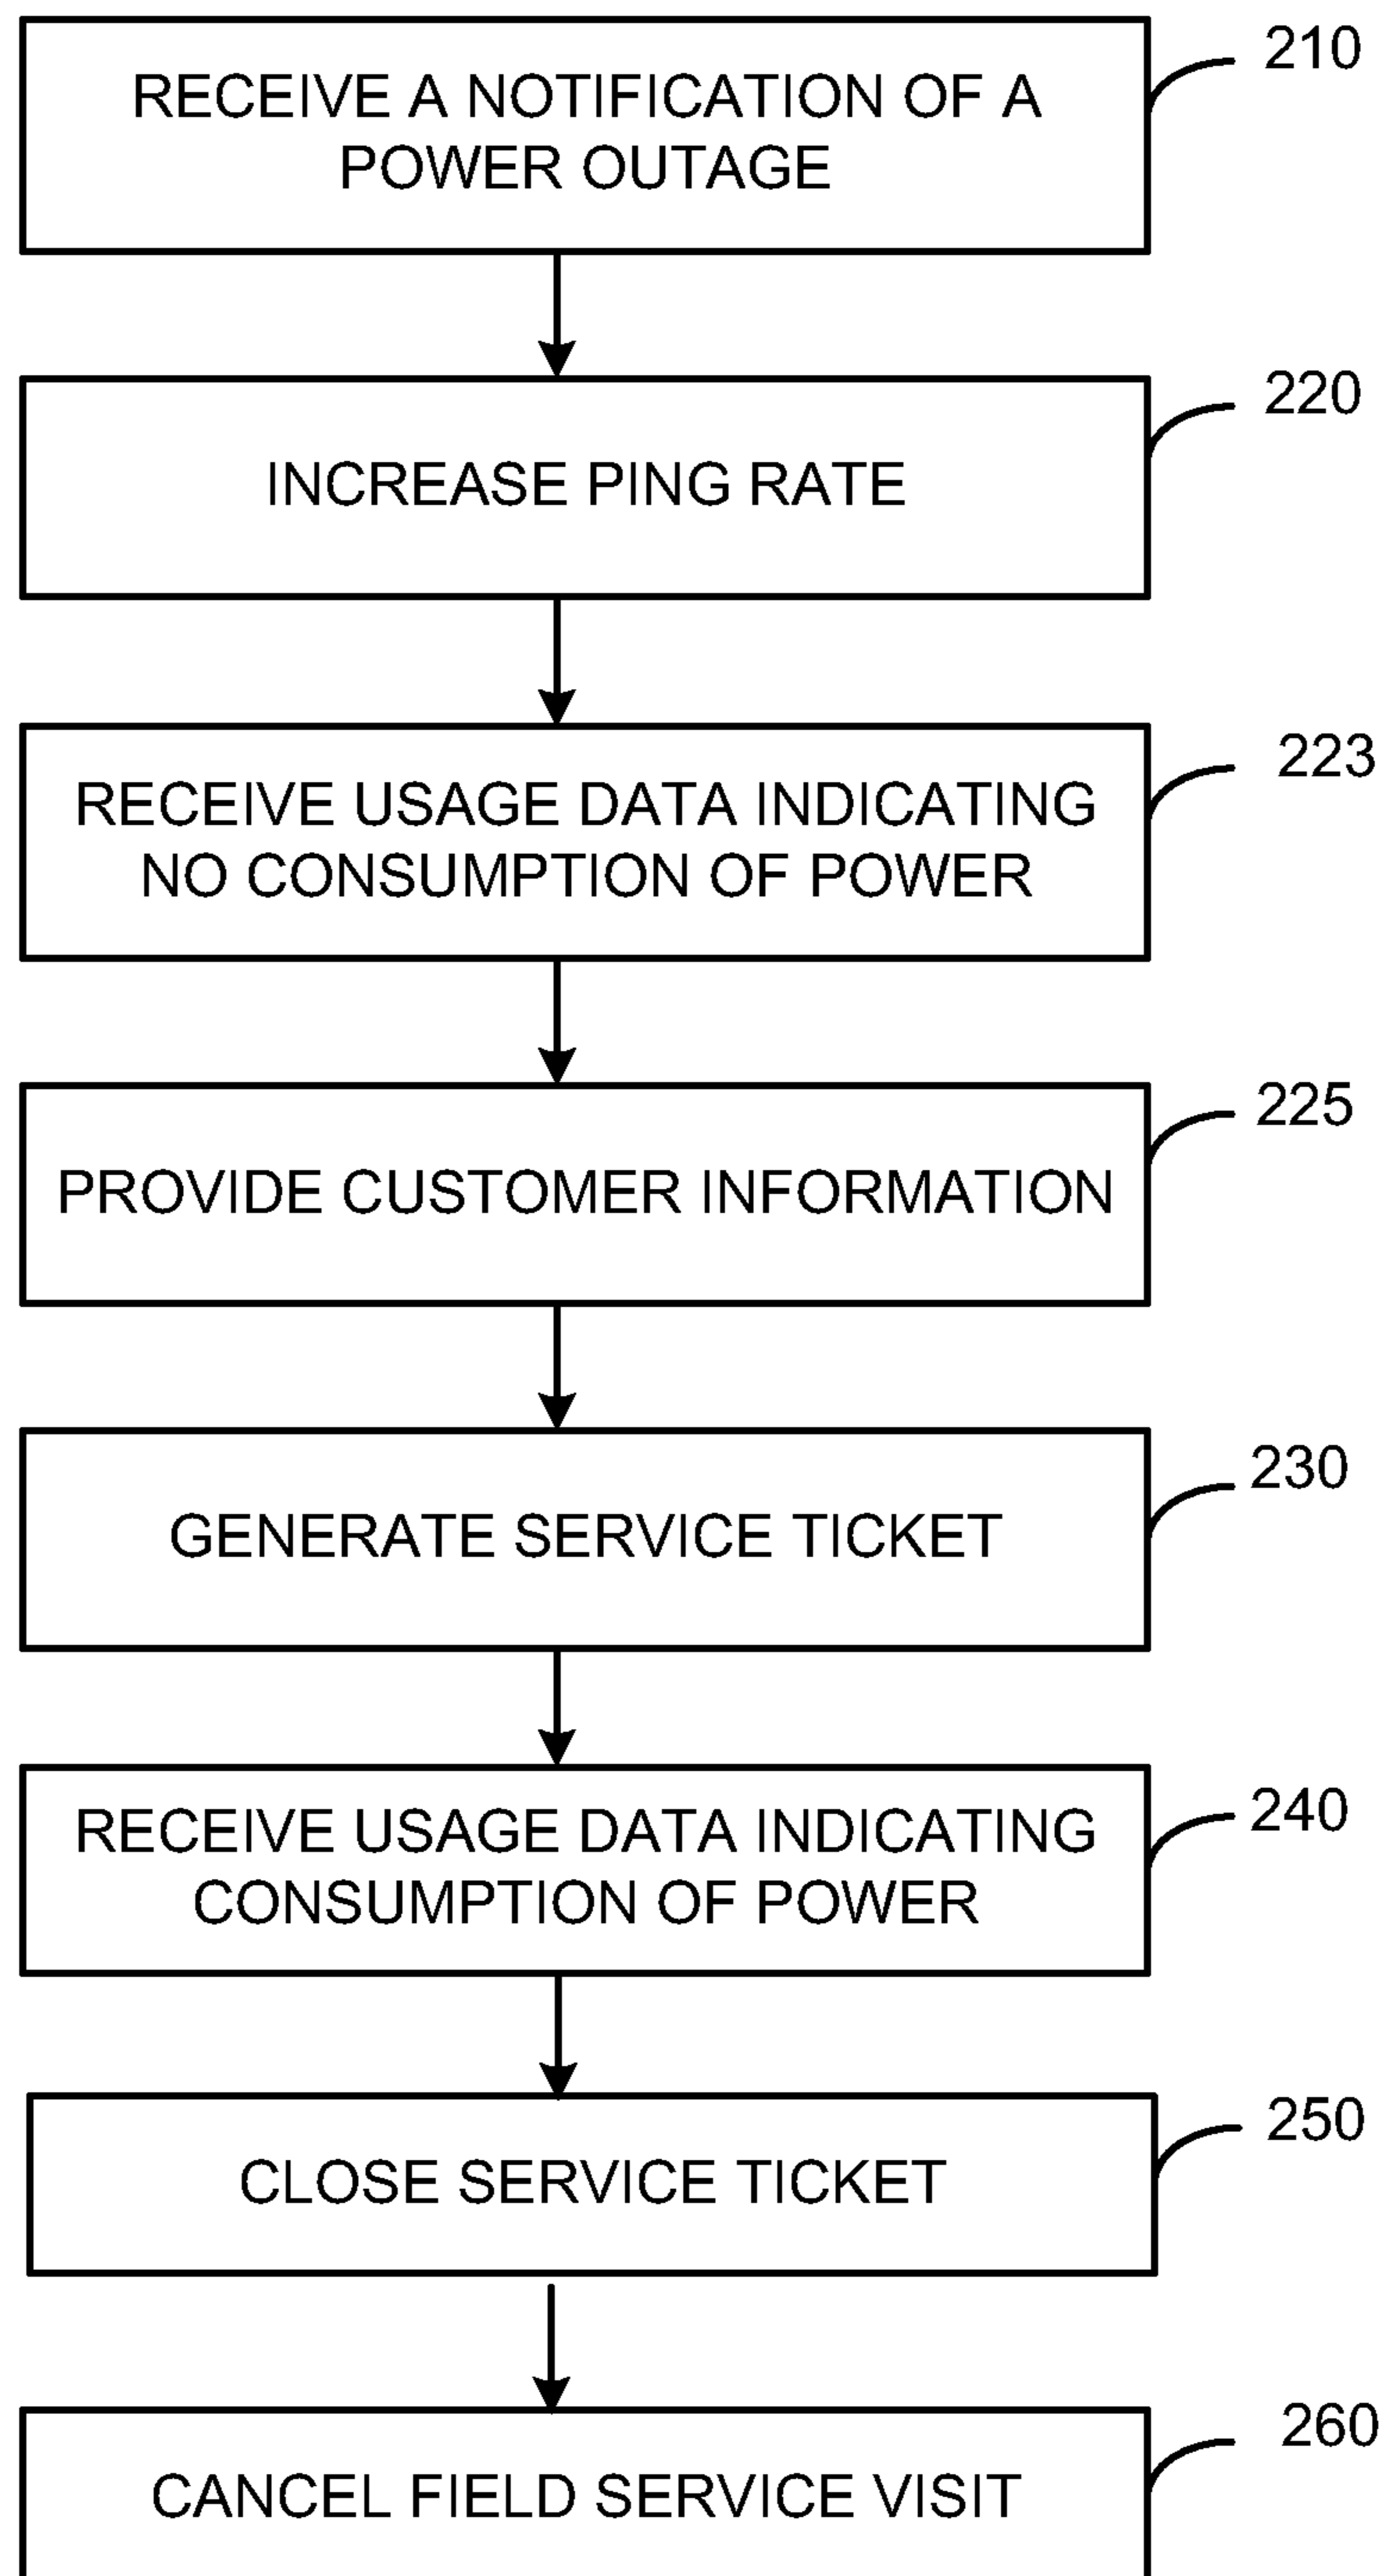 210
RECEIVE A NOTIFICATION OF A
POWER OUTAGE
220
INCREASE PING RATE
223
RECEIVE USAGE DATA INDICATING
NO CONSUMPTION OF POWER
225
PROVIDE CUSTOMER INFORMATION
230
GENERATE SERVICE TICKET
240
RECEIVE USAGE DATA INDICATING
CONSUMPTION OF POWER
250
CLOSE SERVICE TICKET
260
CANCEL FIELD SERVICE VISIT